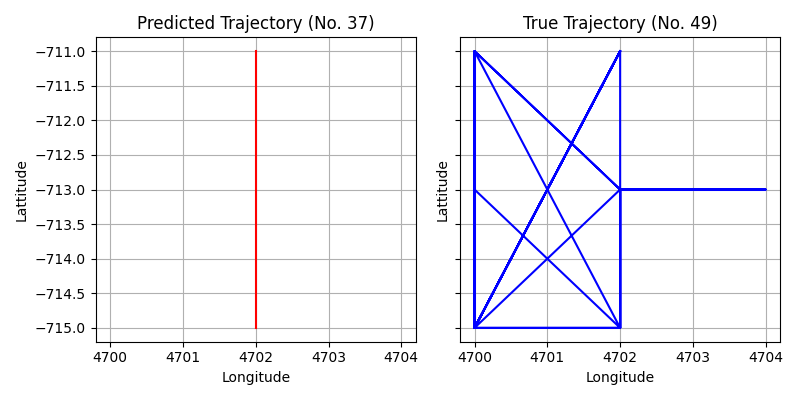 Predicted Trajectory (No. 37)
True Trajectory (No. 49)
−711.0
−711.5
−712.0
−712.5
−713.0
−713.5
−714.0
−714.5
−715.0
Lattitude
Lattitude
4700 4701 4702 4703 4704
4700 4701 4702 4703 4704
Longitude
Longitude